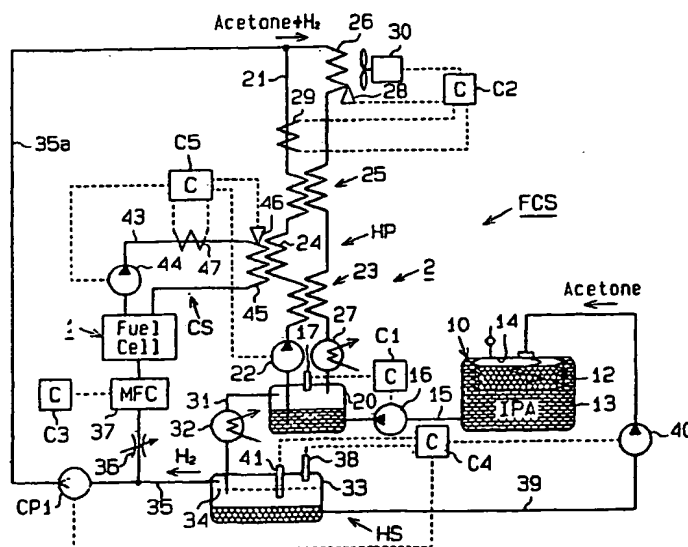 Acetone+H₂
26
30
21
28
C
C2
29
35a
C5
C
25
FCS
46
43
24
HP
2
47
23
44
Acetone
CS
45
17
27
C1
10
14
1
Fuel
Cell
22
C
16
12
31
20
15
IPA
13
C
MFC
32
C3
37
41
38
C
40
36
H₂
33
C4
CP1
35
34
39
HS